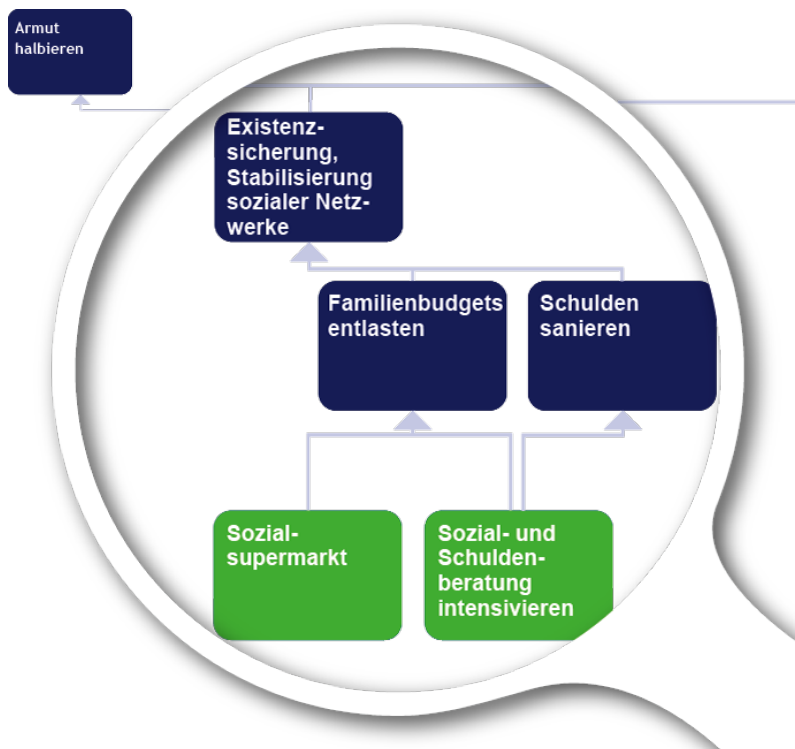 Armut
halbieren
Existenz-
sicherung,
Stabilisierung
sozialer Netz-
werke
Familienbudgets
entlasten
Schulden
sanieren
Sozial-
supermarkt
Sozial- und
Schulden-
beratung
intensivieren